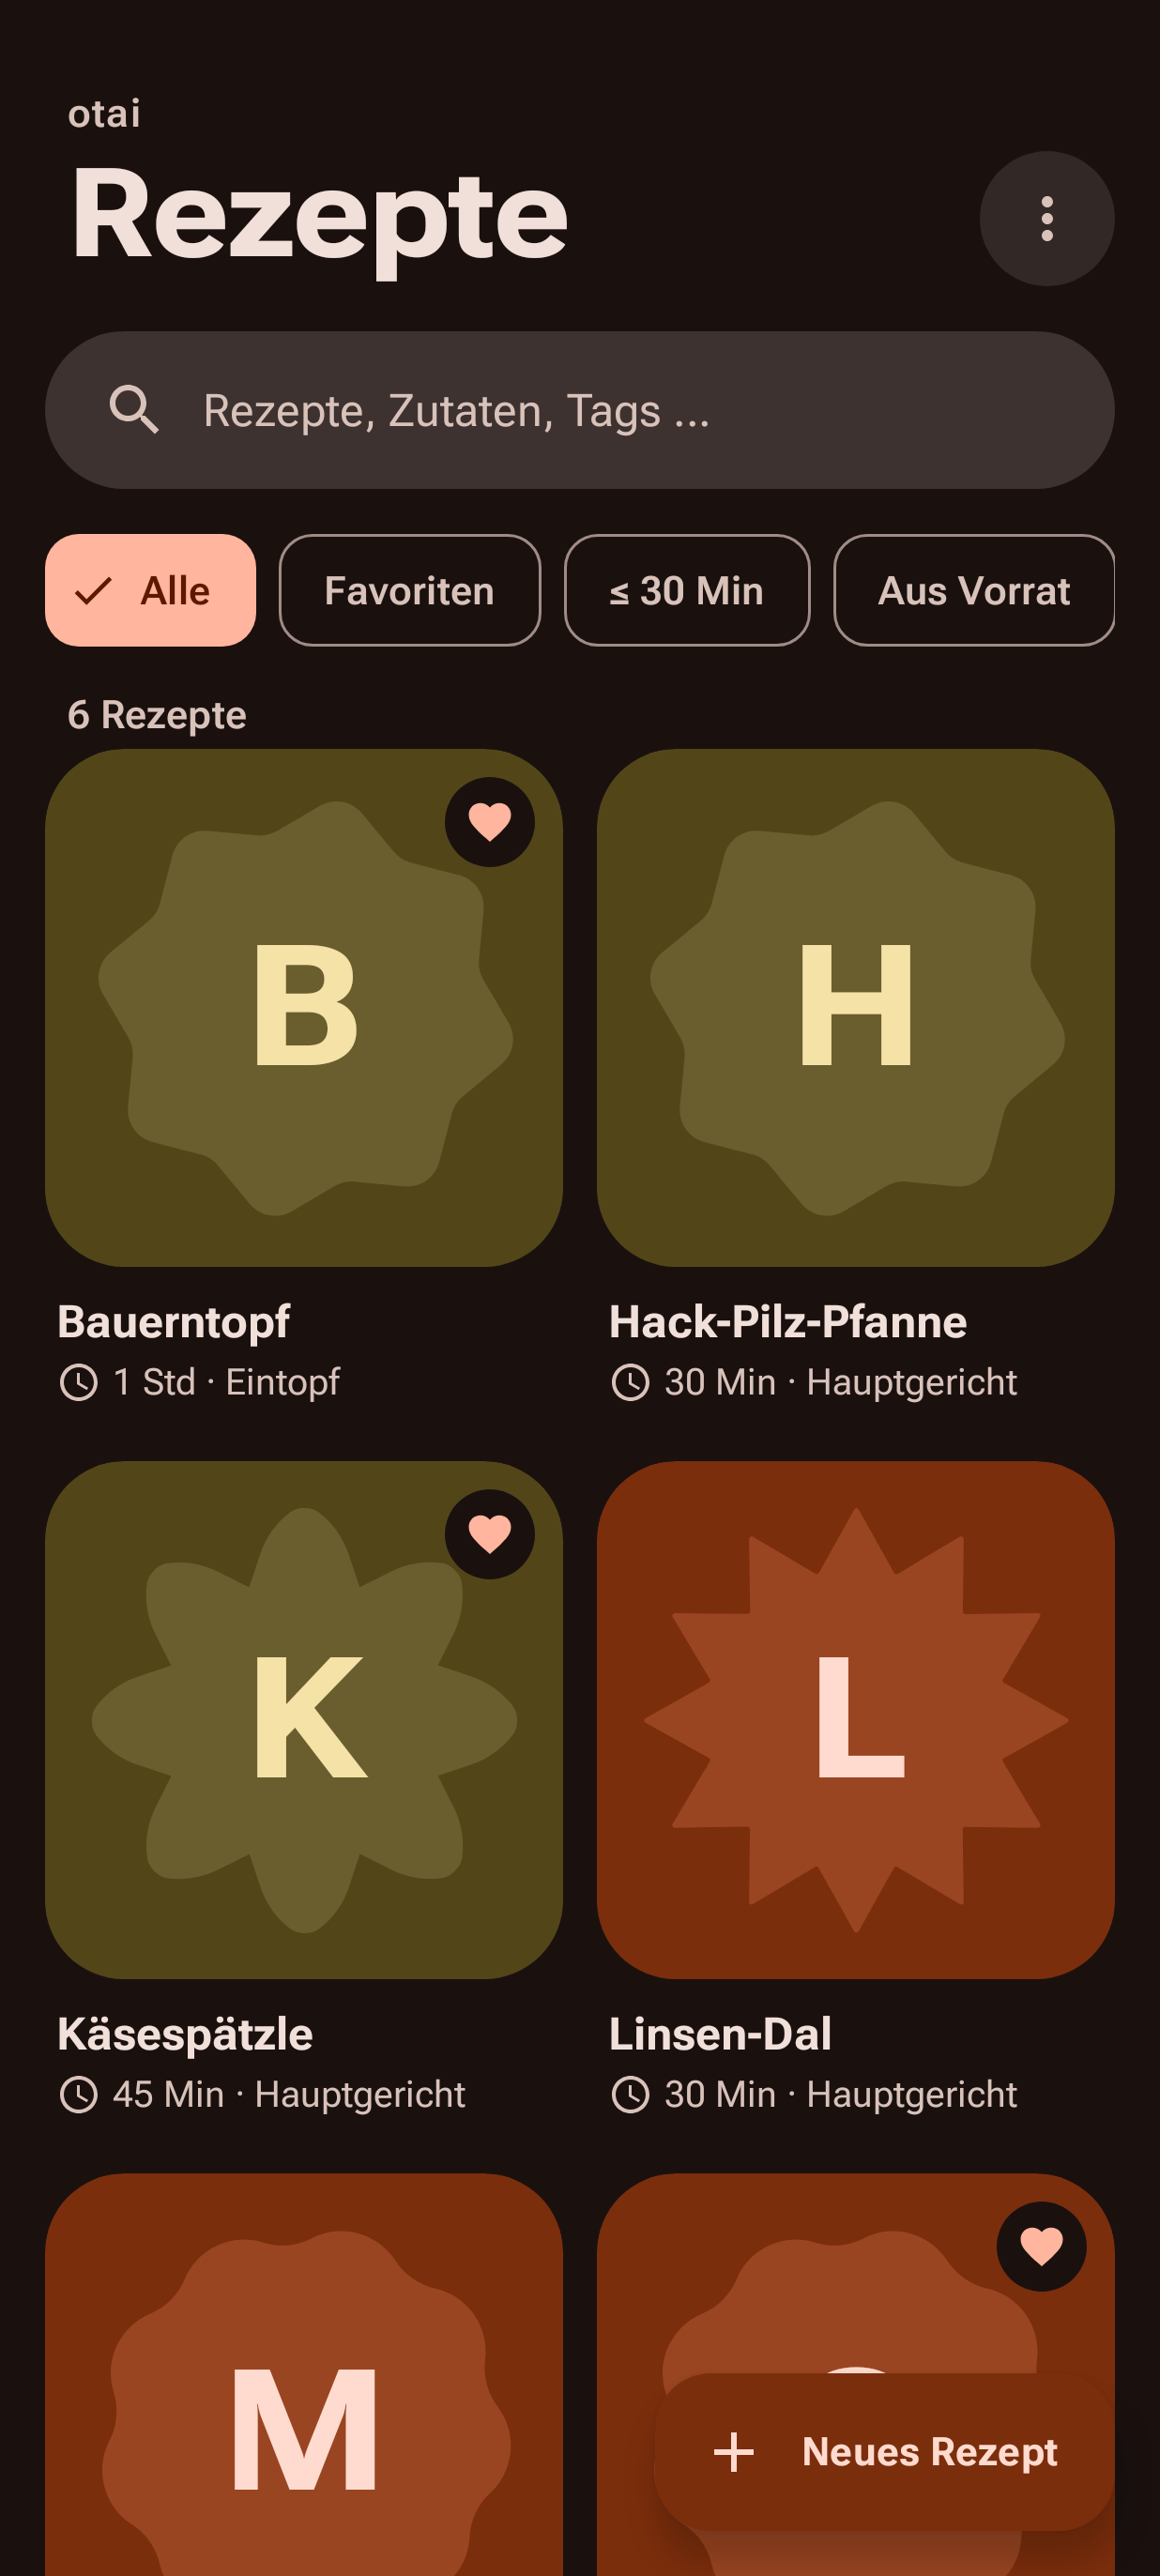 otai
Rezepte
Rezepte, Zutaten, Tags ...
Alle
Favoriten
≤ 30 Min
Aus Vorrat
6 Rezepte
B
H
Bauerntopf
Hack-Pilz-Pfanne
1 Std · Eintopf
30 Min · Hauptgericht
K
L
Käsespätzle
Linsen-Dal
45 Min · Hauptgericht
30 Min · Hauptgericht
M
Neues Rezept